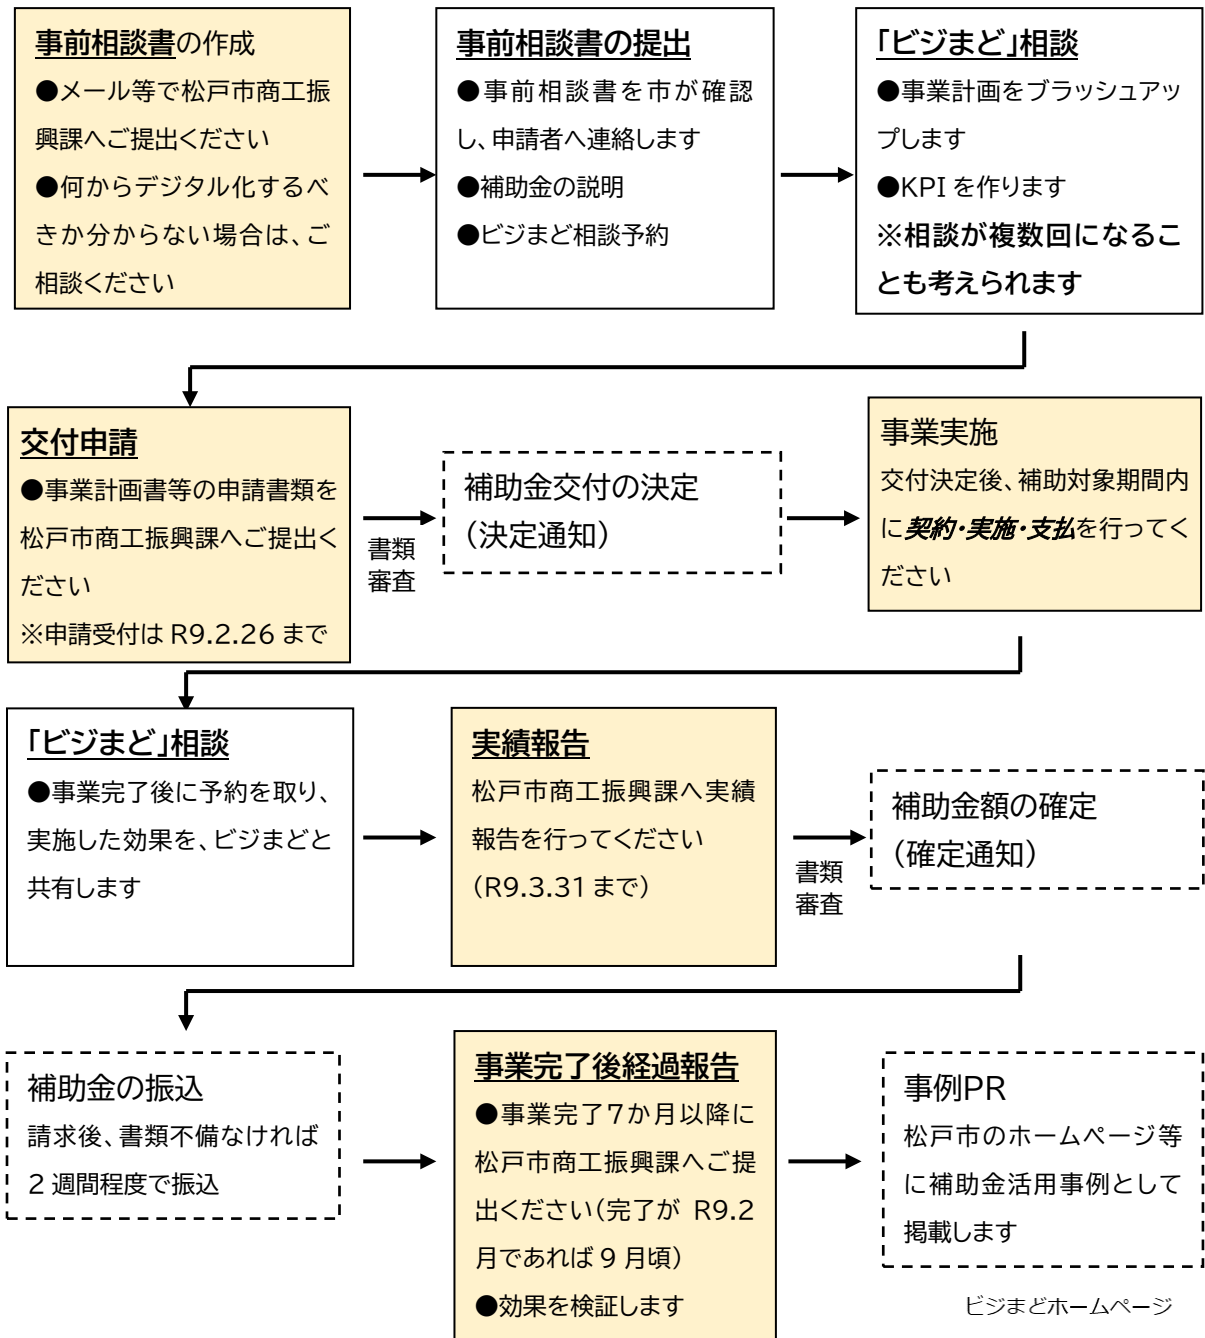 事前相談書の作成
●メール等で松戸市商工振
興課へご提出ください
●何からデジタル化するべ
きか分からない場合は、ご
相談ください
事前相談書の提出
●事前相談書を市が確認
し、申請者へ連絡します
●補助金の説明
●ビジまど相談予約
「ビジまど」相談
●事業計画をブラッシュアッ
プします
●KPIを作ります
※相談が複数回になるこ
とも考えられます
交付申請
●事業計画書等の申請書類を
松戸市商工振興課へご提出く
ださい
※申請受付は R9.2.26 まで
書類
審査
補助金交付の決定
(決定通知)
事業実施
交付決定後、補助対象期間内
に契約・実施・支払を行ってく
ださい
「ビジまど」相談
●事業完了後に予約を取り、
実施した効果を、ビジまどと
共有します
実績報告
松戸市商工振興課へ実績
報告を行ってください
(R9.3.31 まで)
書類
審査
補助金額の確定
(確定通知)
補助金の振込
請求後、書類不備なければ
2 週間程度で振込
事業完了後経過報告
●事業完了7か月以降に
松戸市商工振興課へご提
出ください(完了が R9.2
月であれば 9 月頃)
●効果を検証します
事例PR
松戸市のホームページ等
に補助金活用事例として
掲載します
ビジまどホームページ